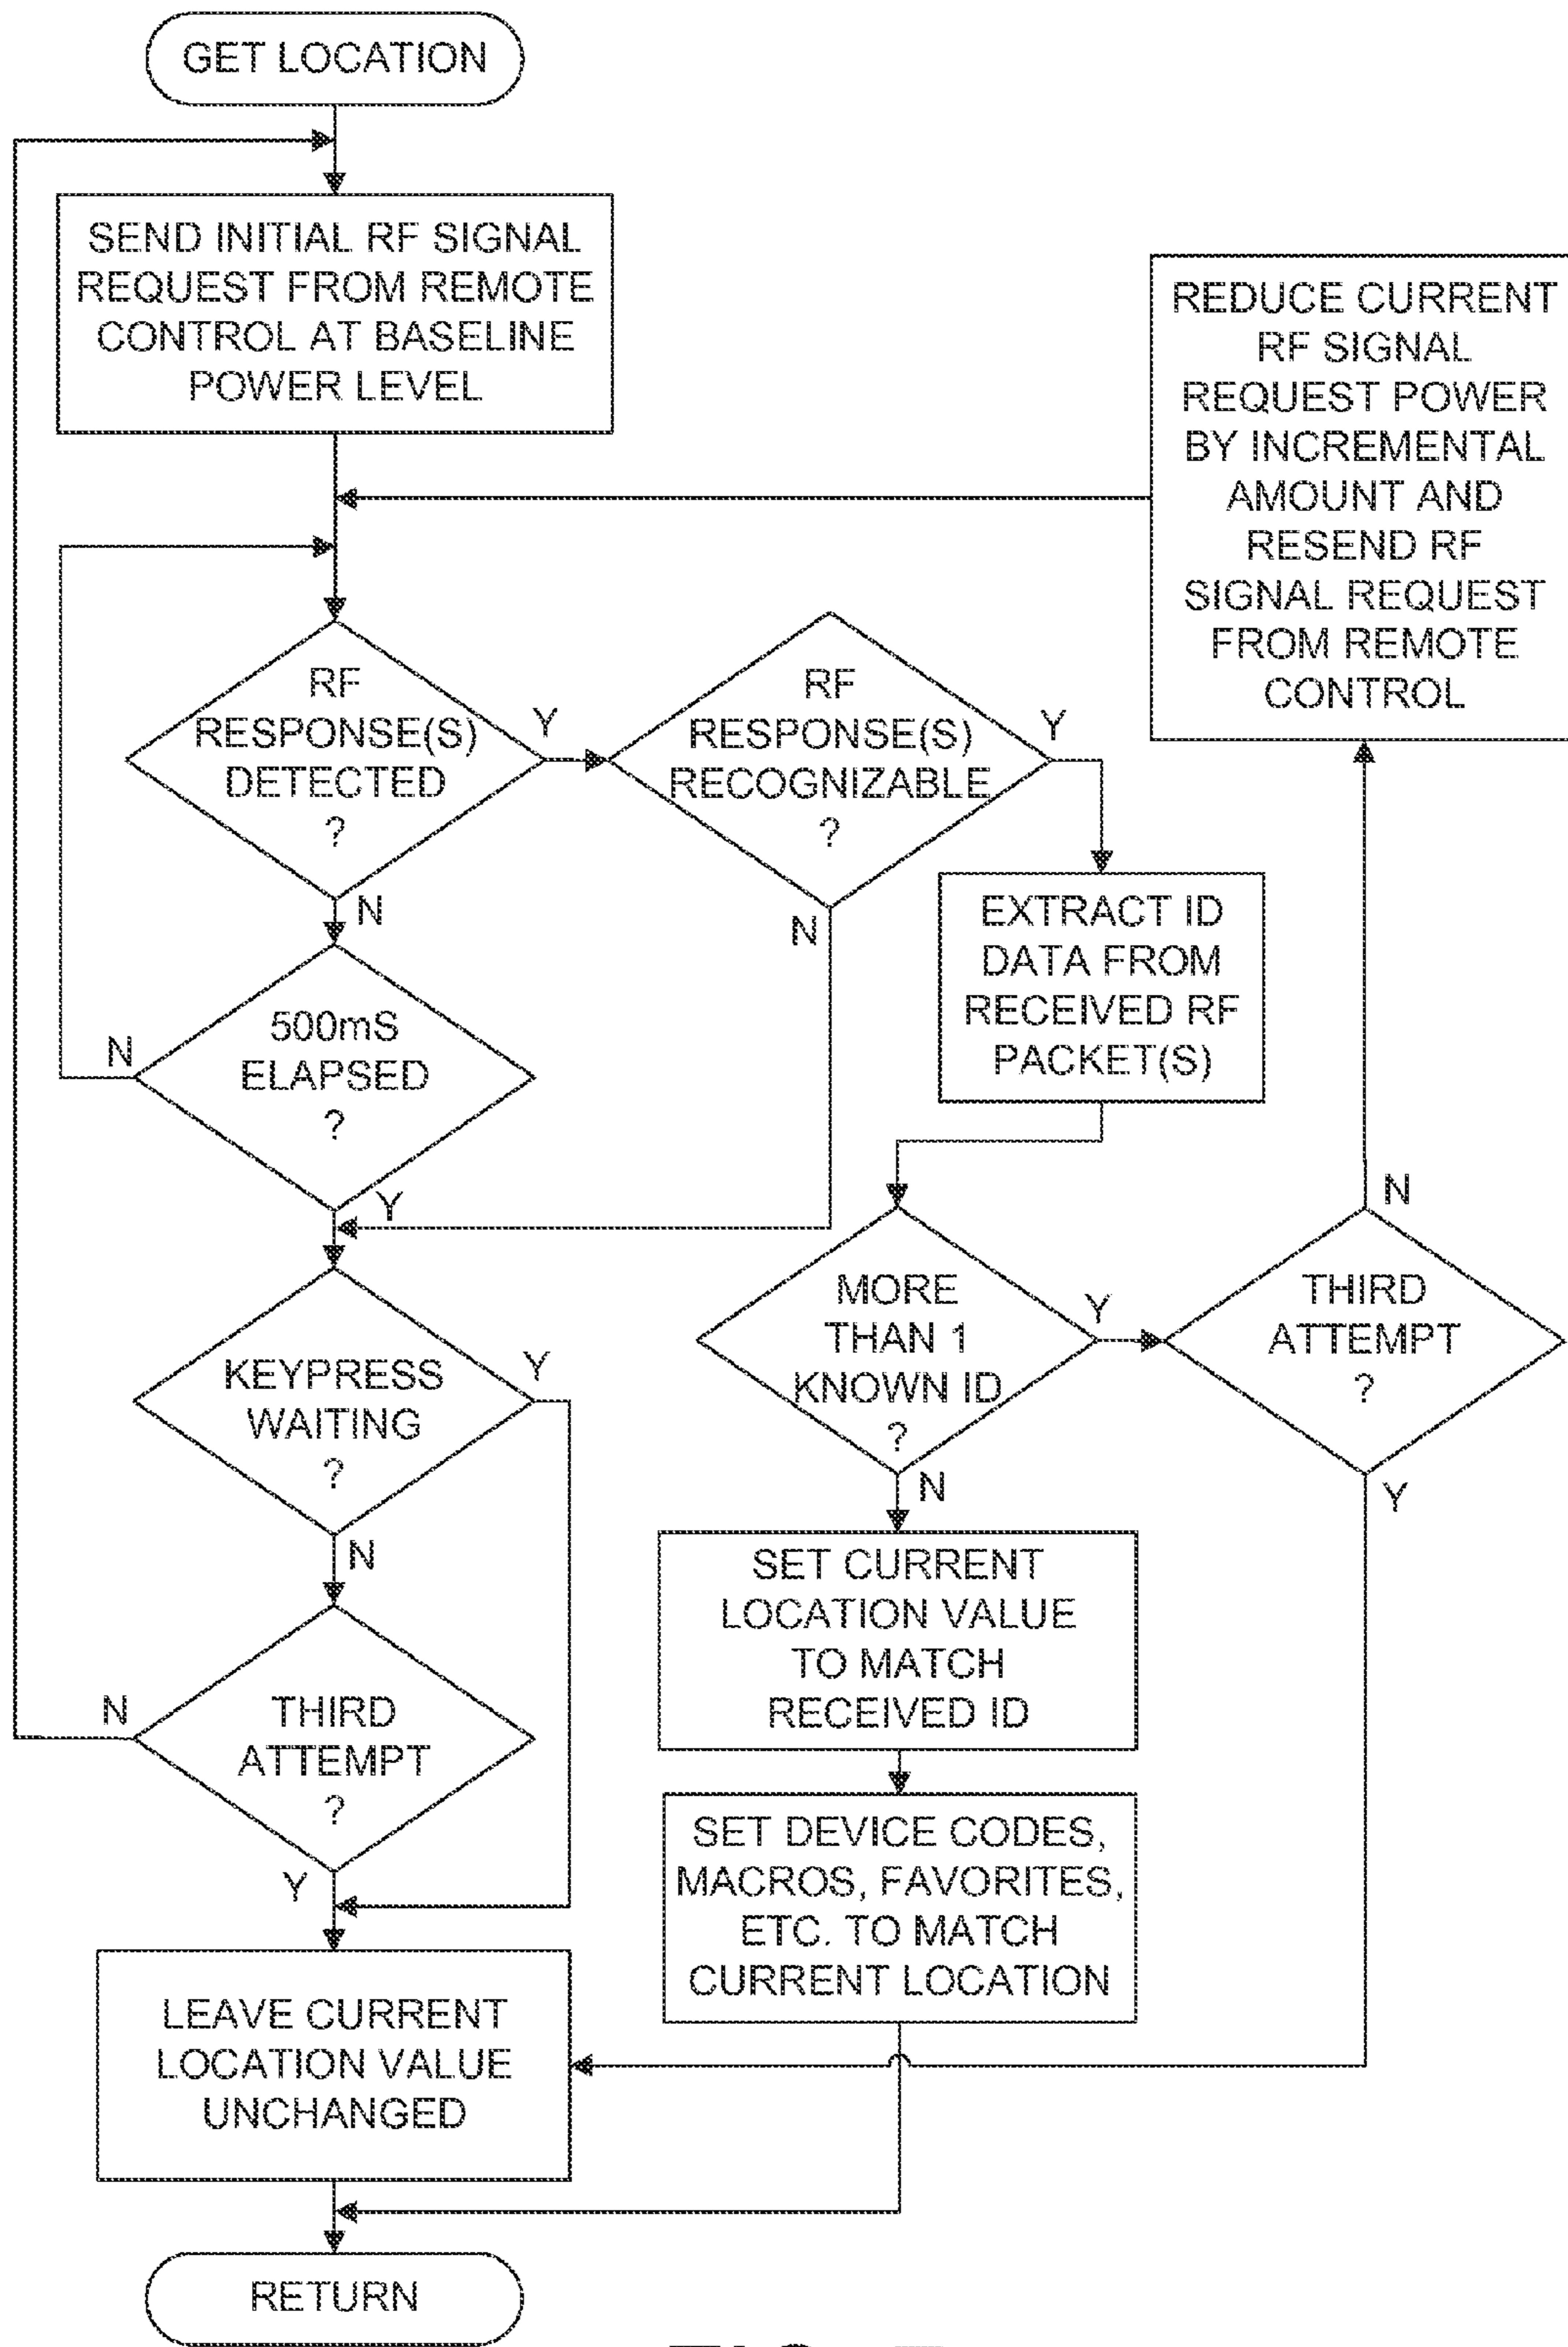 GET LOCATION
SEND INITIAL RF SIGNAL
REQUEST FROM REMOTE
CONTROL AT BASELINE
POWER LEVEL
REDUCE CURRENT
RF SIGNAL
REQUEST POWER
BY INCREMENTAL
AMOUNT AND
RESEND RF
SIGNAL REQUEST
FROM REMOTE
CONTROL
RF
RESPONSE(S)
DETECTED
?
Y
N
RF
RESPONSE(S)
RECOGNIZABLE
?
Y
N
EXTRACT ID
DATA FROM
RECEIVED RF
PACKET(S)
500mS
ELAPSED
?
N
Y
MORE
THAN 1
KNOWN ID
?
Y
N
THIRD
ATTEMPT
?
N
Y
KEYPRESS
WAITING
?
Y
N
SET CURRENT
LOCATION VALUE
TO MATCH
RECEIVED ID
THIRD
ATTEMPT
?
N
Y
SET DEVICE CODES,
MACROS, FAVORITES,
ETC. TO MATCH
CURRENT LOCATION
LEAVE CURRENT
LOCATION VALUE
UNCHANGED
RETURN